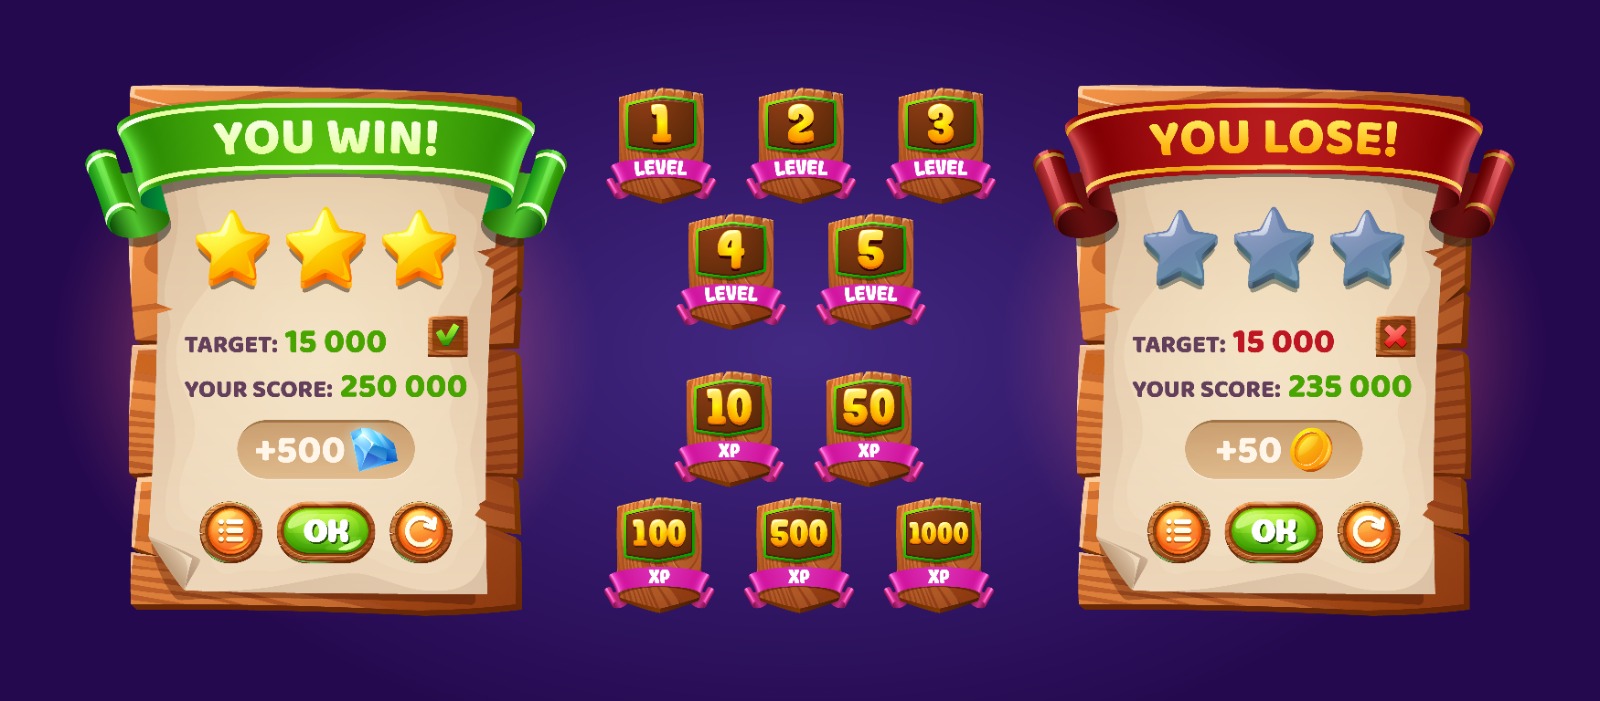 YOU WIN!
TARGET: 15 000
YOUR SCORE: 250 000
+500
OK
1
LEVEL
2
LEVEL
3
LEVEL
4
LEVEL
5
LEVEL
10
XP
50
XP
100
XP
500
XP
1000
XP
YOU LOSE!
TARGET: 15 000
YOUR SCORE: 235 000
+50
OK